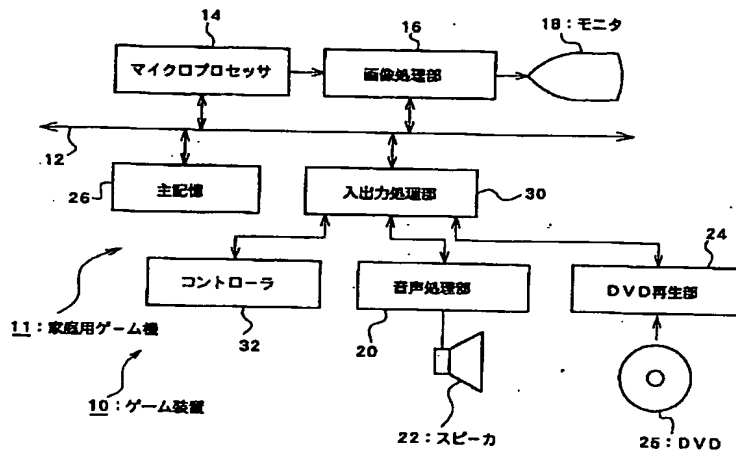 14
16
18：モニタ
マイクロプロセッサ
画像処理部
12
主記憶
26
入出力処理部
30
24
コントローラ
32
音声処理部
20
DVD再生部
11：家庭用ゲーム機
10：ゲーム装置
22：スピーカ
25：DVD